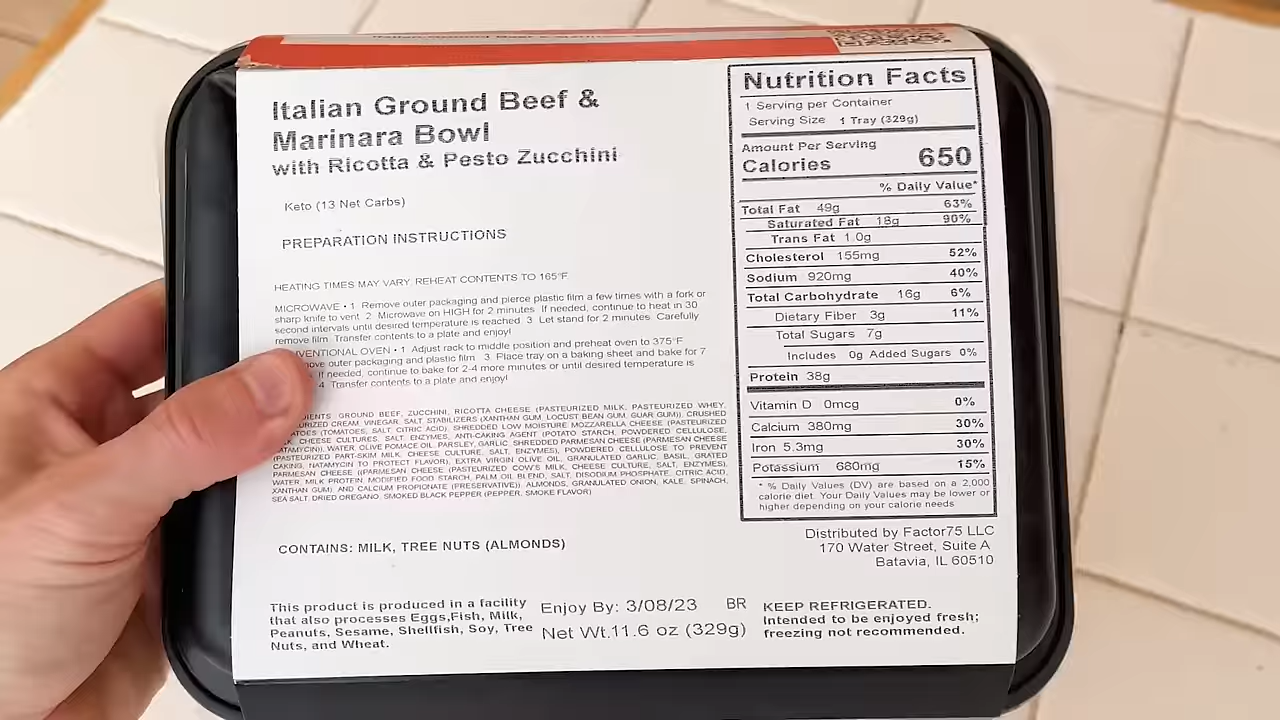 Italian Ground Beef &
Marinara Bowl
with Ricotta & Pesto Zucchini
Keto (13 Net Carbs)
PREPARATION INSTRUCTIONS
HEATING TIMES MAY VARY. REHEAT CONTENTS TO 165°F.
MICROWAVE • 1 Remove outer packaging and pierce plastic film a few times with a fork or
sharp knife to vent 2 Microwave on HIGH for 2 minutes If needed, continue to heat in 30
second intervals until desired temperature is reached 3 Let stand for 2 minutes Carefully
remove film Transfer contents to a plate and enjoy!
OVEN • 1 Adjust rack to middle position and preheat oven to 375°F
outer packaging and plastic film 3 Place tray on a baking sheet and bake for 7
If needed, continue to bake for 2-4 more minutes or until desired temperature is
4 Transfer contents to a plate and enjoy!
GROUND BEEF, ZUCCHINI, RICOTTA CHEESE (PASTEURIZED MILK, PASTEURIZED WHEY,
CREAM, VINEGAR, SALT, STABILIZERS (XANTHAN GUM, LOCUST BEAN GUM, GUAR GUM)), CRUSHED
(TOMATOES, SALT, CITRIC ACID), SHREDDED LOW MOISTURE MOZZARELLA CHEESE (PASTEURIZED
CHEESE CULTURES, SALT, ENZYMES, ANTI-CAKING AGENT (POTATO STARCH, POWDERED CELLULOSE,
WATER, OLIVE POMACE OIL, PARSLEY, GARLIC, SHREDDED PARMESAN CHEESE (PARMESAN CHEESE
(PASTEURIZED PART-SKIM MILK, CHEESE CULTURE, SALT, ENZYMES), POWDERED CELLULOSE TO PREVENT
CAKING, NATAMYCIN TO PROTECT FLAVOR), EXTRA VIRGIN OLIVE OIL, GRANULATED GARLIC, BASIL, GRATED
PARMESAN CHEESE (PARMESAN CHEESE (PASTEURIZED COW'S MILK, CHEESE CULTURE, SALT, ENZYMES),
WATER, MILK PROTEIN, MODIFIED FOOD STARCH, PALM OIL BLEND, SALT, DISODIUM PHOSPHATE, CITRIC ACID,
XANTHAN GUM), AND CALCIUM PROPIONATE (PRESERVATIVE)), ALMONDS, GRANULATED ONION, KALE, SPINACH,
SEA SALT, DRIED OREGANO, SMOKED BLACK PEPPER (PEPPER, SMOKE FLAVOR)
CONTAINS: MILK, TREE NUTS (ALMONDS)
This product is produced in a facility
that also processes Eggs,Fish, Milk,
Peanuts, Sesame, Shellfish, Soy, Tree
Nuts, and Wheat.
Enjoy By: 3/08/23 BR
Net Wt.11.6 oz (329g)
Nutrition Facts
1 Serving per Container
Serving Size 1 Tray (329g)
Amount Per Serving
Calories 650
% Daily Value*
Total Fat 49g 63%
Saturated Fat 18g 90%
Trans Fat 1.0g
Cholesterol 155mg 52%
Sodium 920mg 40%
Total Carbohydrate 16g 6%
Dietary Fiber 3g 11%
Total Sugars 7g
Includes 0g Added Sugars 0%
Protein 38g
Vitamin D 0mcg 0%
Calcium 380mg 30%
Iron 5.3mg 30%
Potassium 680mg 15%
* % Daily Values (DV) are based on a 2,000
calorie diet. Your Daily Values may be lower or
higher depending on your calorie needs
Distributed by Factor75 LLC
170 Water Street, Suite A
Batavia, IL 60510
KEEP REFRIGERATED.
Intended to be enjoyed fresh;
freezing not recommended.